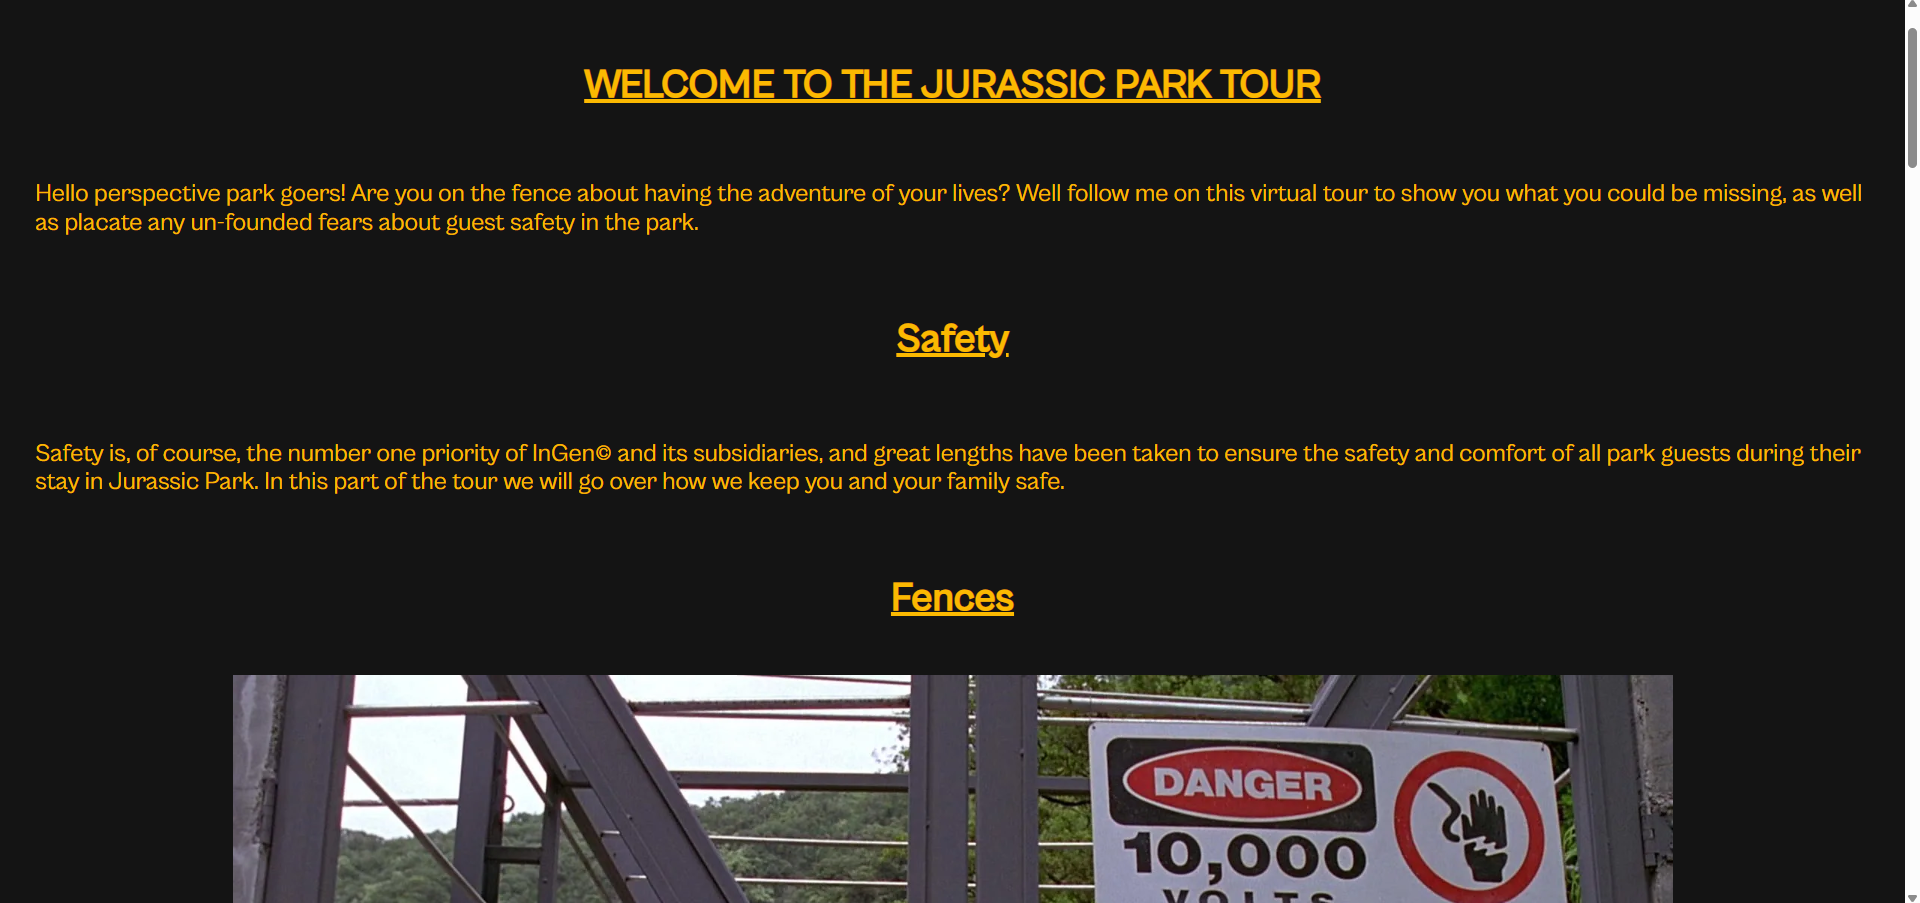 WELCOME TO THE JURASSIC PARK TOUR
Hello perspective park goers! Are you on the fence about having the adventure of your lives? Well follow me on this virtual tour to show you what you could be missing, as well
as placate any un-founded fears about guest safety in the park.
Safety
Safety is, of course, the number one priority of InGen© and its subsidiaries, and great lengths have been taken to ensure the safety and comfort of all park guests during their
stay in Jurassic Park. In this part of the tour we will go over how we keep you and your family safe.
Fences
DANGER
10,000
VOLTS